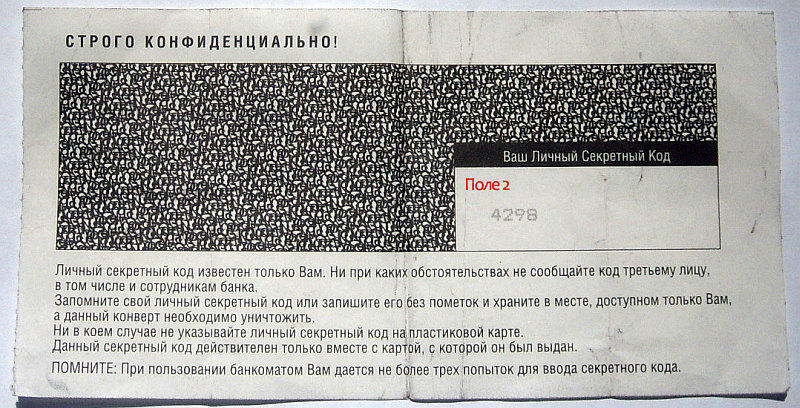 СТРОГО КОНФИДЕНЦИАЛЬНО!
Ваш Личный Секретный Код
Поле 2
4298
Личный секретный код известен только Вам. Ни при каких обстоятельствах не сообщайте код третьему лицу,
в том числе и сотрудникам банка.
Запомните свой личный секретный код или запишите его без пометок и храните в месте, доступном только Вам,
а данный конверт необходимо уничтожить.
Ни в коем случае не указывайте личный секретный код на пластиковой карте.
Данный секретный код действителен только вместе с картой, с которой он был выдан.
ПОМНИТЕ: При пользовании банкоматом Вам дается не более трех попыток для ввода секретного кода.